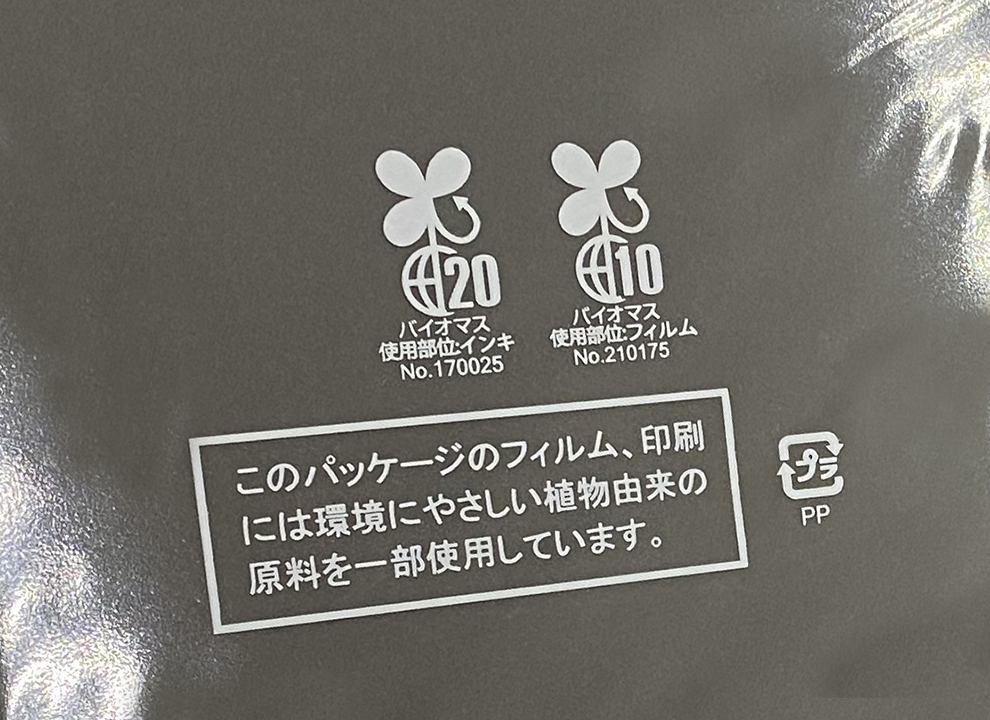 20
バイオマス
使用部位:インキ
No.170025
10
バイオマス
使用部位:フィルム
No.210175
このパッケージのフィルム、印刷
には環境にやさしい植物由来の
原料を一部使用しています。
プラ
PP